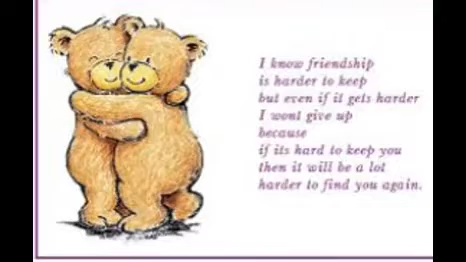 I know friendship
is harder to keep
but even if it gets harder
I wont give up
because
if its hard to keep you
then it will be a lot
harder to find you again.